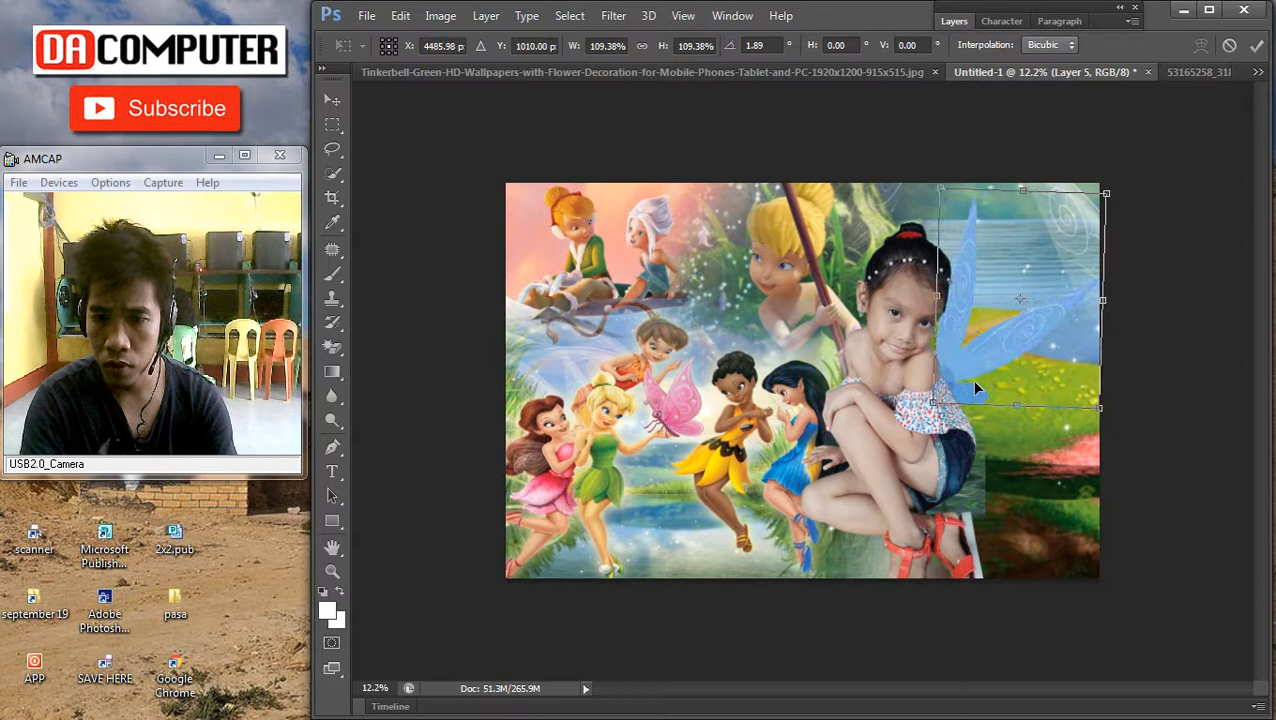 DACOMPUTER
Subscribe
AMCAP
File Devices Options Capture Help
USB2.0_Camera
scanner
Microsoft Publish...
2x2.pub
september19
Adobe Photosh...
pasa
APP
SAVE HERE
Google Chrome
Ps File Edit Image Layer Type Select Filter 3D View Window Help
Layers Character Paragraph
X: 4485.98 p Y: 1010.00 p W: 109.38% H: 109.38% 1.89 ° H: 0.00 ° V: 0.00 ° Interpolation: Bicubic
Tinkerbell-Green-HD-Wallpapers-with-Flower-Decoration-for-Mobile-Phones-Tablet-and-PC-1920x1200-915x515.jpg × Untitled-1 @ 12.2% (Layer 5, RGB/8) * × 53165258_318
12.2% Doc: 51.3M/265.9M
Timeline